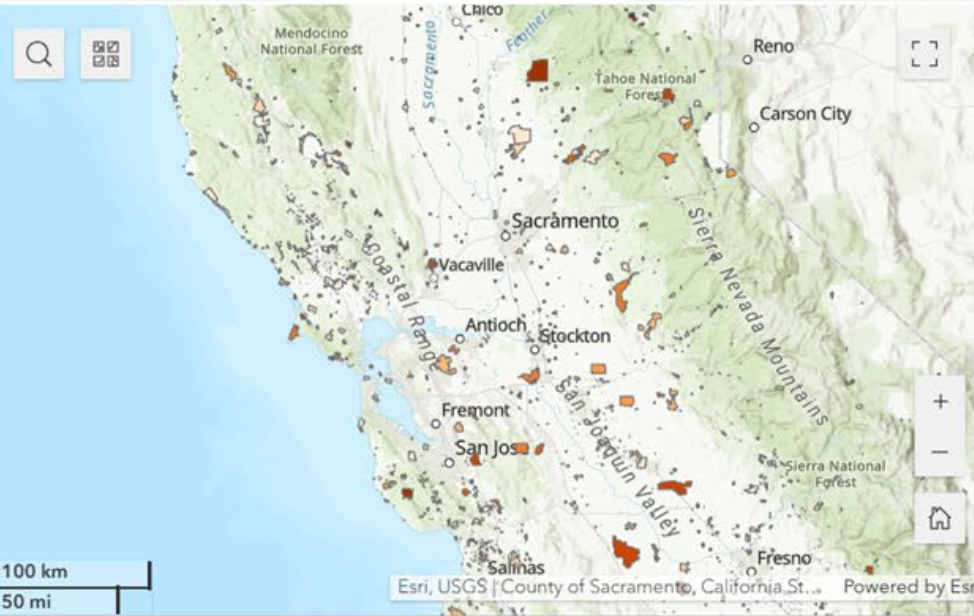 Chico
Mendocino
National Forest
Sacramento
Feather
Reno
Tahoe National
Forest
Carson City
Sacramento
Coastal Range
Vacaville
Sierra Nevada Mountains
Antioch
Stockton
San Joaquin Valley
Fremont
San Jos
Sierra National
Forest
+
−
100 km
50 mi
Salinas
Fresno
Esri, USGS | County of Sacramento, California St... Powered by Esr